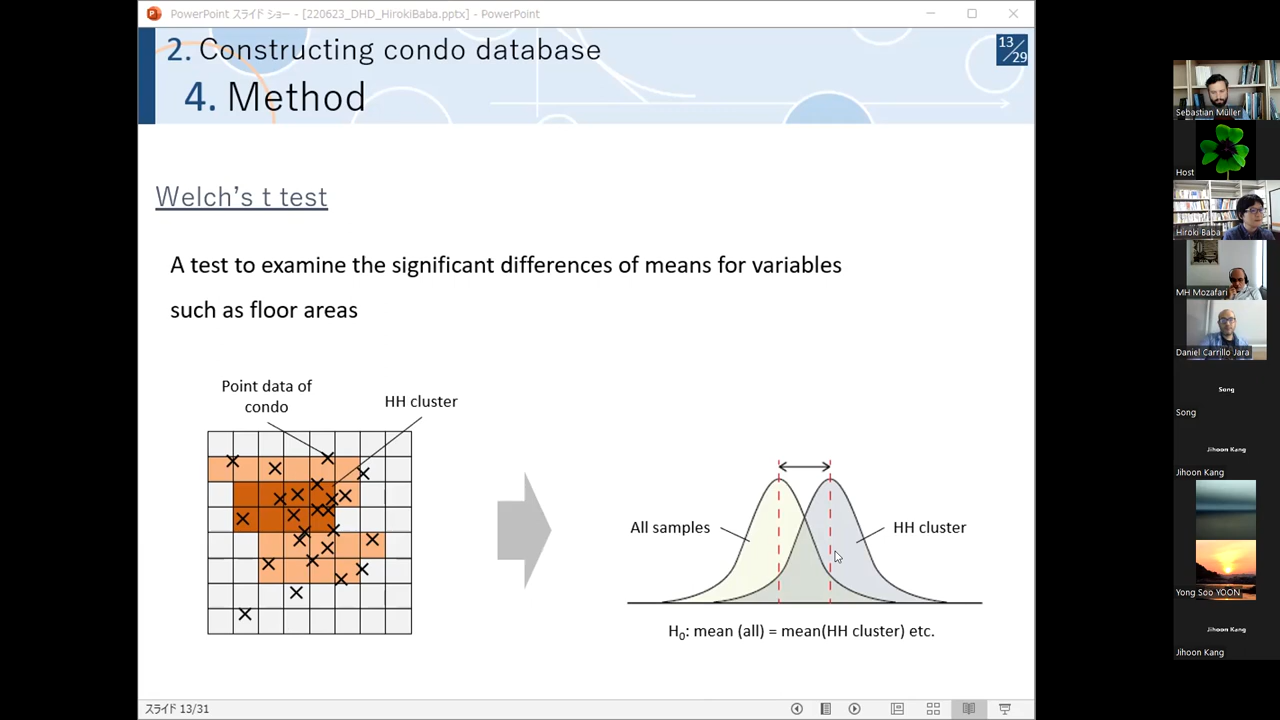 PowerPoint スライド ショー - [220623_DHD_HirokiBaba.pptx] - PowerPoint
2. Constructing condo database
13/29
4. Method
Welch's t test
A test to examine the significant differences of means for variables
such as floor areas
Point data of
condo
HH cluster
All samples
HH cluster
H₀: mean (all) = mean(HH cluster) etc.
スライド 13/31
Sebastian Müller
Host
Hiroki Baba
MH Mozafari
Daniel Carrillo Jara
Song
Song
Jihoon Kang
Jihoon Kang
Yong Soo YOON
Jihoon Kang
Jihoon Kang